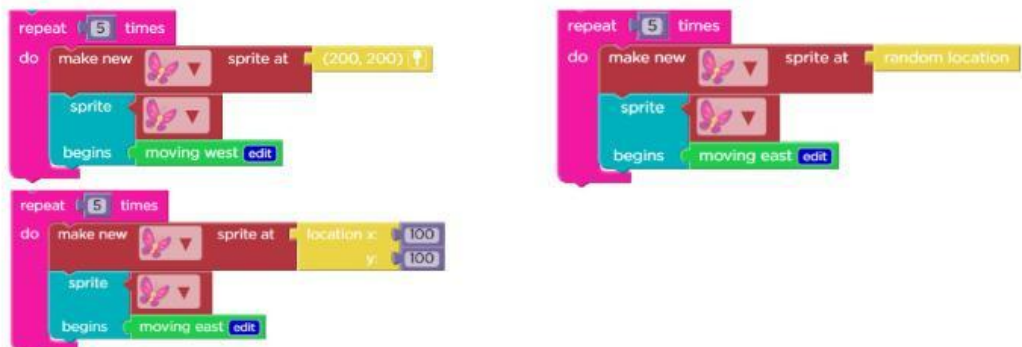 repeat 5 times
do make new sprite at (200, 200)
sprite
begins moving west edit
repeat 5 times
do make new sprite at location x: 100
y: 100
sprite
begins moving east edit
repeat 5 times
do make new sprite at random location
sprite
begins moving east edit